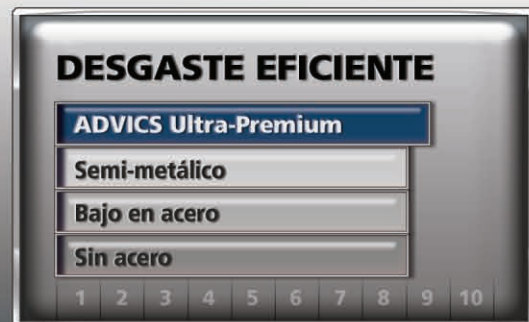 DESGASTE EFICIENTE
ADVICS Ultra-Premium
Semi-metálico
Bajo en acero
Sin acero
1 2 3 4 5 6 7 8 9 10